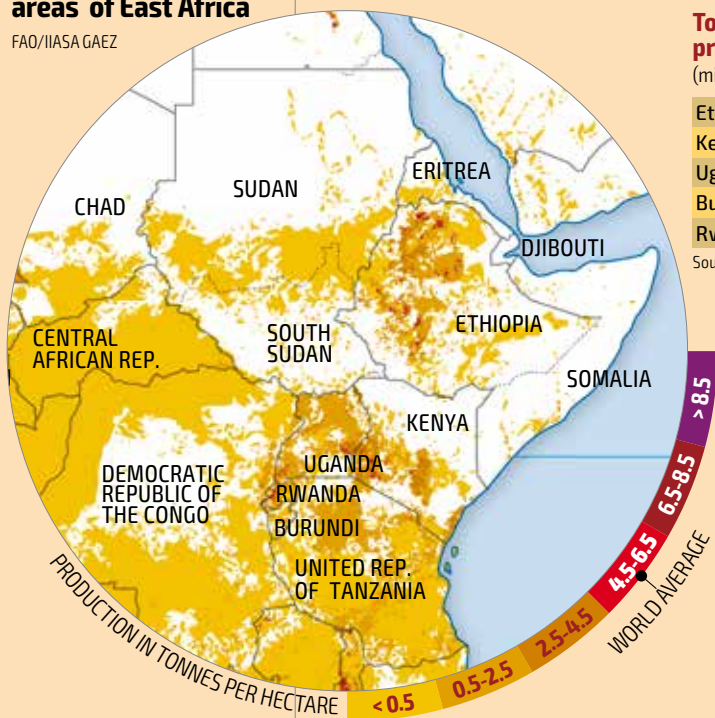 areas of East Africa
FAO/IIASA GAEZ
CHAD
SUDAN
ERITREA
DJIBOUTI
CENTRAL
AFRICAN REP.
SOUTH
SUDAN
ETHIOPIA
SOMALIA
KENYA
UGANDA
RWANDA
BURUNDI
DEMOCRATIC
REPUBLIC OF
THE CONGO
UNITED REP.
OF TANZANIA
PRODUCTION IN TONNES PER HECTARE
< 0.5
0.5-2.5
2.5-4.5
4.5-6.5
6.5-8.5
> 8.5
WORLD AVERAGE